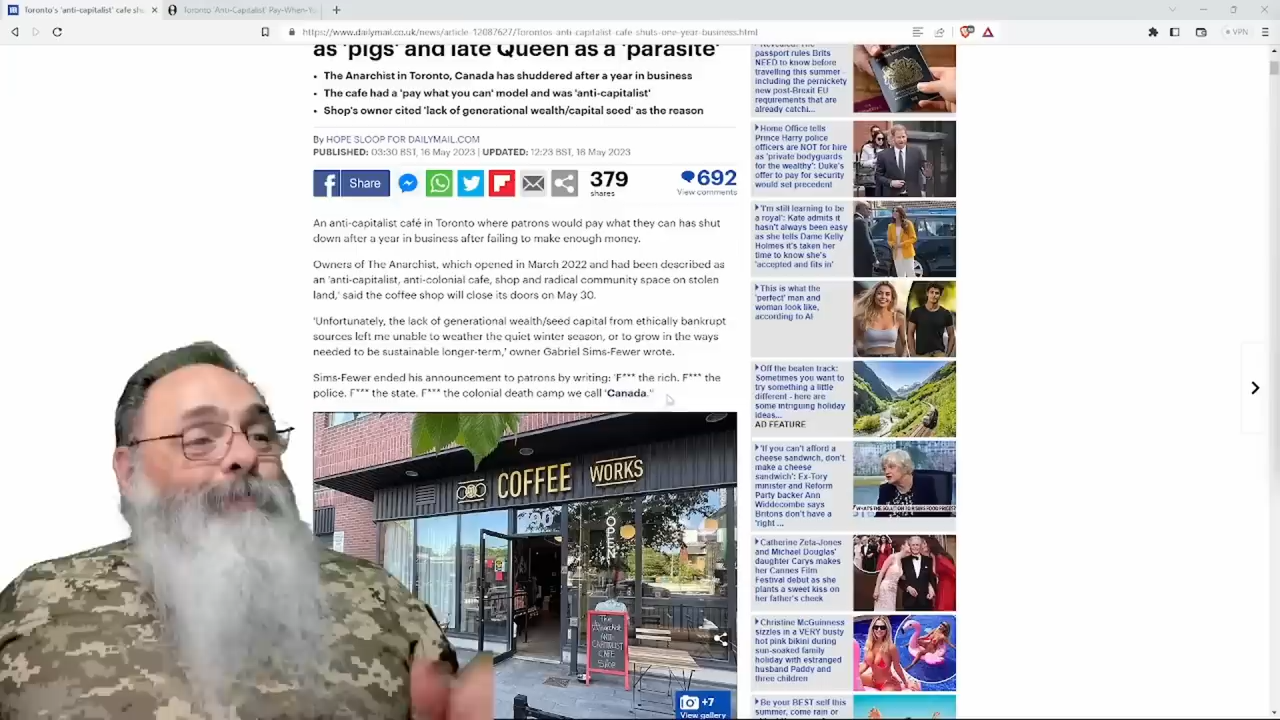 Toronto's 'anti-capitalist' cafe sh
Toronto 'Anti-Capitalist' Pay-When-Y
https://www.dailymail.co.uk/news/article-12087627/Torontos-anti-capitalist-cafe-shuts-one-year-business.html
VPN
as 'pigs' and late Queen as a 'parasite'
The Anarchist in Toronto, Canada has shuddered after a year in business
The cafe had a 'pay what you can' model and was 'anti-capitalist'
Shop's owner cited 'lack of generational wealth/capital seed' as the reason
By HOPE SLOOP FOR DAILYMAIL.COM
PUBLISHED: 03:30 BST, 16 May 2023 | UPDATED: 12:23 BST, 16 May 2023
Share
379
shares
692
View comments
An anti-capitalist café in Toronto where patrons would pay what they can has shut
down after a year in business after failing to make enough money.
Owners of The Anarchist, which opened in March 2022 and had been described as
an 'anti-capitalist, anti-colonial cafe, shop and radical community space on stolen
land,' said the coffee shop will close its doors on May 30.
'Unfortunately, the lack of generational wealth/seed capital from ethically bankrupt
sources left me unable to weather the quiet winter season, or to grow in the ways
needed to be sustainable longer-term,' owner Gabriel Sims-Fewer wrote.
Sims-Fewer ended his announcement to patrons by writing: 'F*** the rich. F*** the
police. F*** the state. F*** the colonial death camp we call 'Canada.''
COFFEE WORKS
THE
ANARCHIST
ANTI-
CAPITALIST
CAFE
& SHOP
+7
View gallery
Revealed: The
passport rules Brits
NEED to know before
travelling this summer -
including the pernickety
new post-Brexit EU
requirements that are
already catchi...
Home Office tells
Prince Harry police
officers are NOT for hire
as 'private bodyguards
for the wealthy': Duke's
offer to pay for security
would set precedent
'I'm still learning to be
a royal': Kate admits it
hasn't always been easy
as she tells Dame Kelly
Holmes it's taken her
time to know she's
'accepted and fits in'
This is what the
'perfect' man and
woman look like,
according to AI
Off the beaten track:
Sometimes you want to
try something a little
different - here are
some intriguing holiday
ideas...
AD FEATURE
'If you can't afford a
cheese sandwich, don't
make a cheese
sandwich': Ex-Tory
minister and Reform
Party backer Ann
Widdecombe says
Britons don't have a
'right ...
WHAT'S THE SOLUTION TO RISING FOOD PRICES?
Catherine Zeta-Jones
and Michael Douglas'
daughter Carys makes
her Cannes Film
Festival debut as she
plants a sweet kiss on
her father's cheek
Christine McGuinness
sizzles in a VERY busty
hot pink bikini during
sun-soaked family
holiday with estranged
husband Paddy and
three children
Be your BEST self this
summer, come rain or